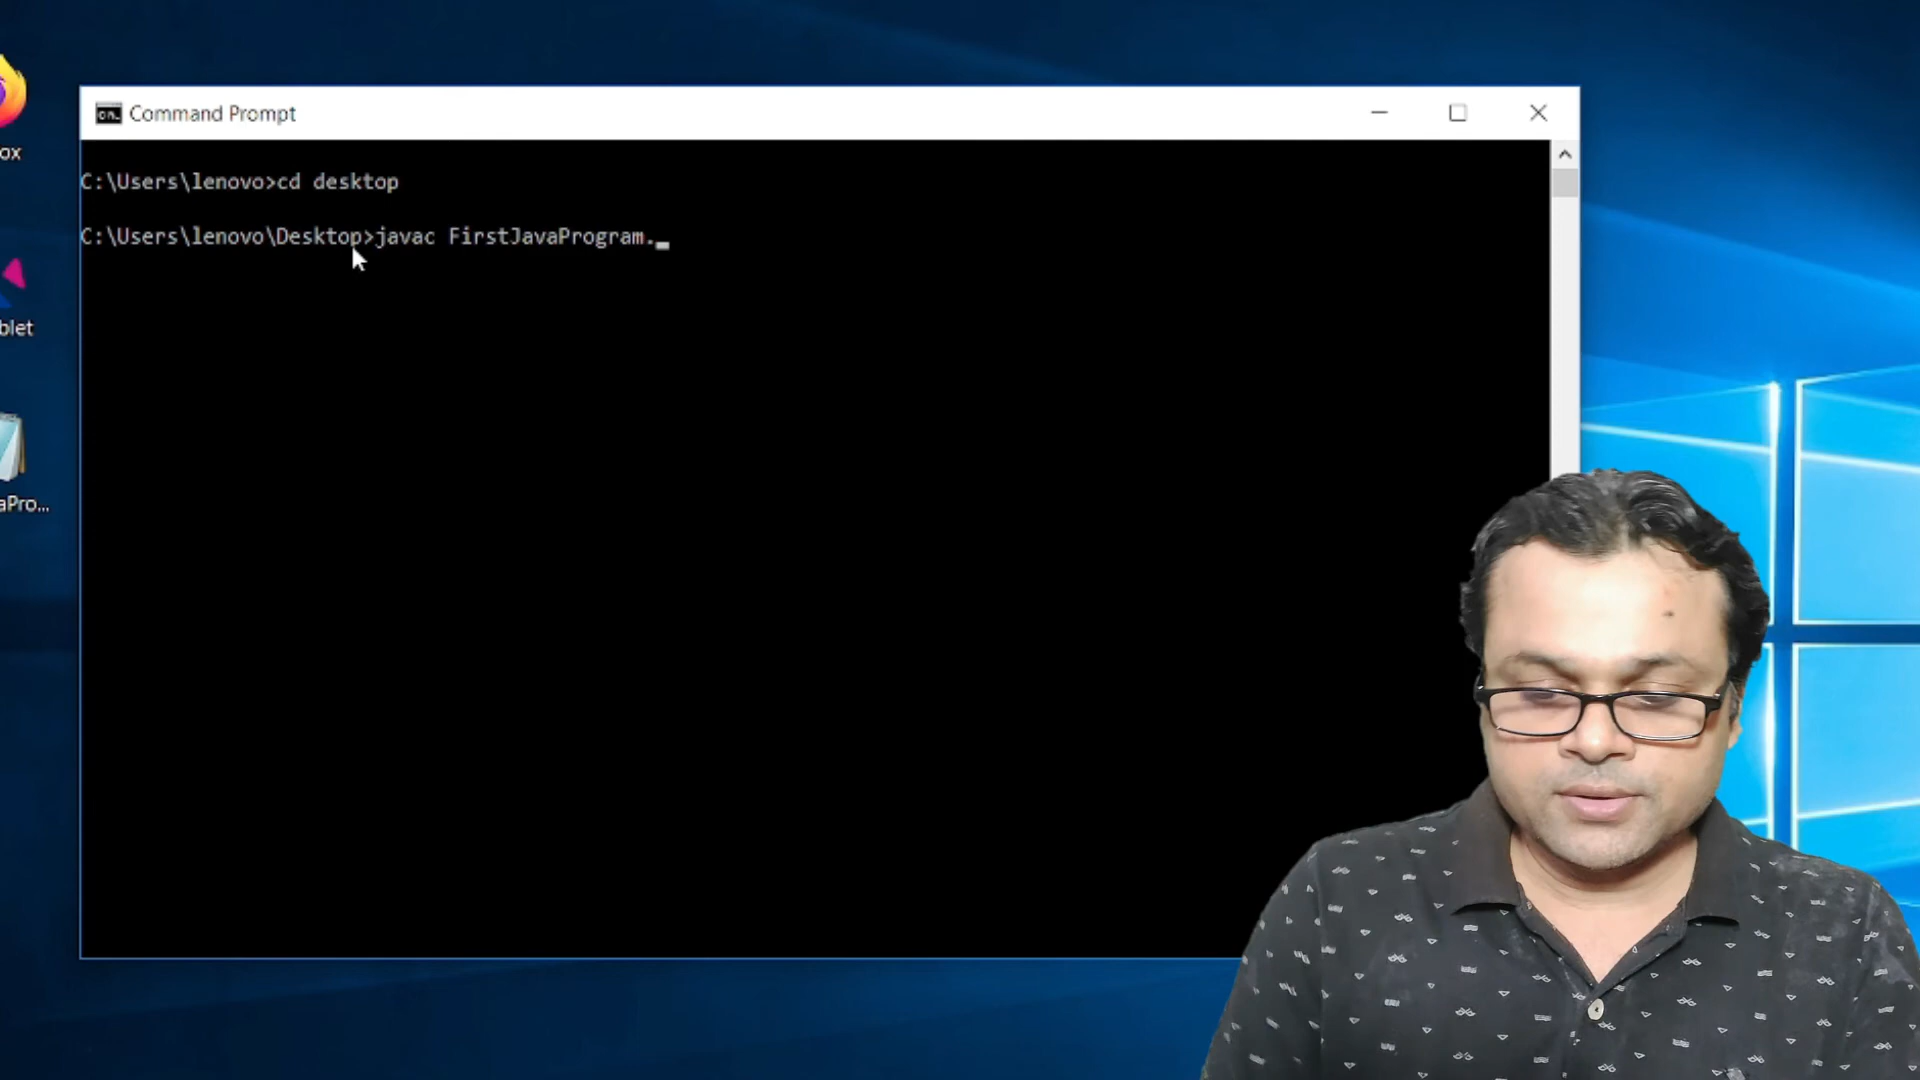 Command Prompt
C:\Users\lenovo>cd desktop
C:\Users\lenovo\Desktop>javac FirstJavaProgram.
ox
blet
aPro...